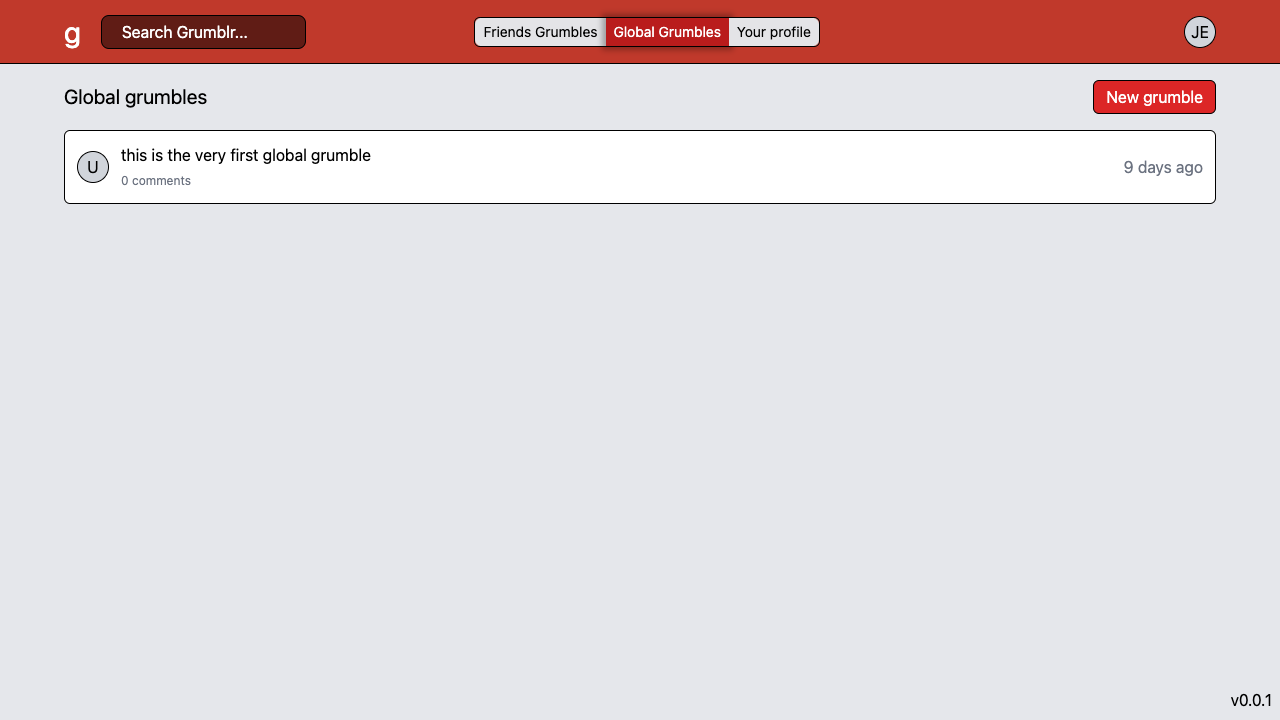 g
Search Grumblr...
Friends Grumbles
Global Grumbles
Your profile
JE
Global grumbles
New grumble
U
this is the very first global grumble
0 comments
9 days ago
v0.0.1